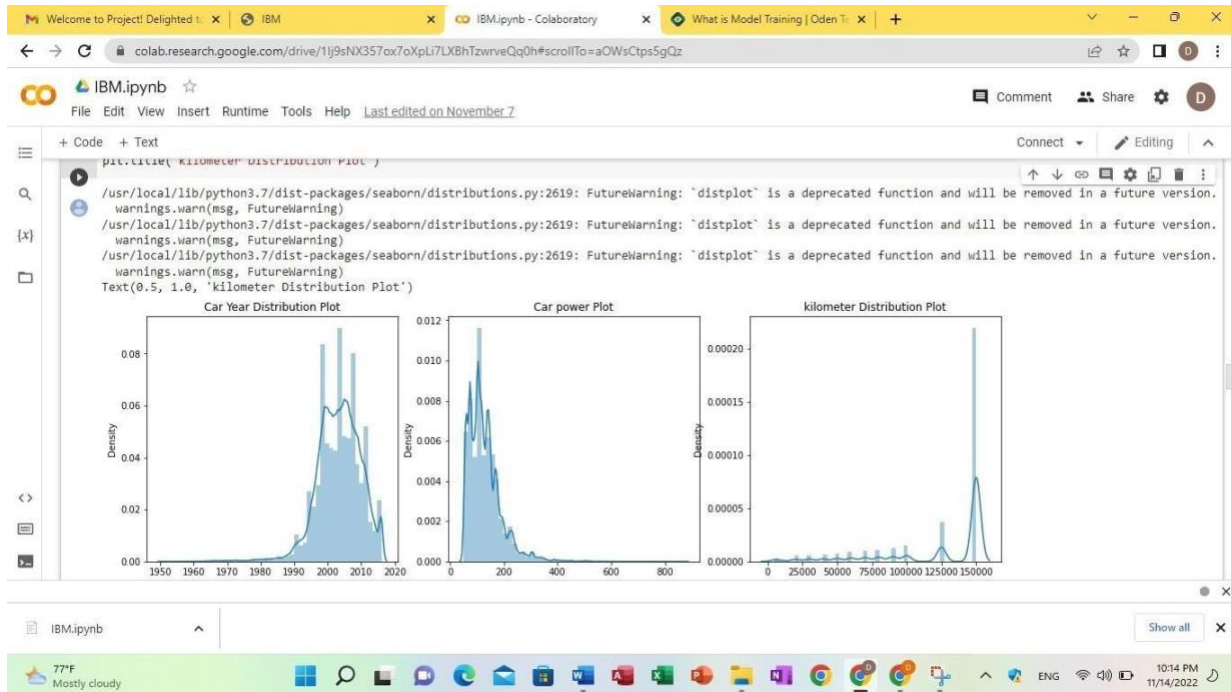 Welcome to Project! Delighted t
IBM
IBM.ipynb - Colaboratory
What is Model Training | Oden Te
colab.research.google.com/drive/1Ij9sNX357ox7oXpLi7LXBhTzwrveQq0h#scrollTo=aOWsCtps5gQz
D
IBM.ipynb
File Edit View Insert Runtime Tools Help Last edited on November 7
Comment Share D
+ Code + Text Connect Editing
plt.title('kilometer Distribution Plot')
/usr/local/lib/python3.7/dist-packages/seaborn/distributions.py:2619: FutureWarning: `distplot` is a deprecated function and will be removed in a future version.
warnings.warn(msg, FutureWarning)
/usr/local/lib/python3.7/dist-packages/seaborn/distributions.py:2619: FutureWarning: `distplot` is a deprecated function and will be removed in a future version.
warnings.warn(msg, FutureWarning)
/usr/local/lib/python3.7/dist-packages/seaborn/distributions.py:2619: FutureWarning: `distplot` is a deprecated function and will be removed in a future version.
warnings.warn(msg, FutureWarning)
Text(0.5, 1.0, 'kilometer Distribution Plot')
{x}
Car Year Distribution Plot
0.08
0.06
0.04
0.02
0.00
Density
1950 1960 1970 1980 1990 2000 2010 2020
Car power Plot
0.012
0.010
0.008
0.006
0.004
0.002
0.000
Density
0 200 400 600 800
kilometer Distribution Plot
0.00020
0.00015
0.00010
0.00005
0.00000
Density
0 25000 50000 75000 100000 125000 150000
IBM.ipynb
Show all
77°F
Mostly cloudy
ENG
10:14 PM
11/14/2022